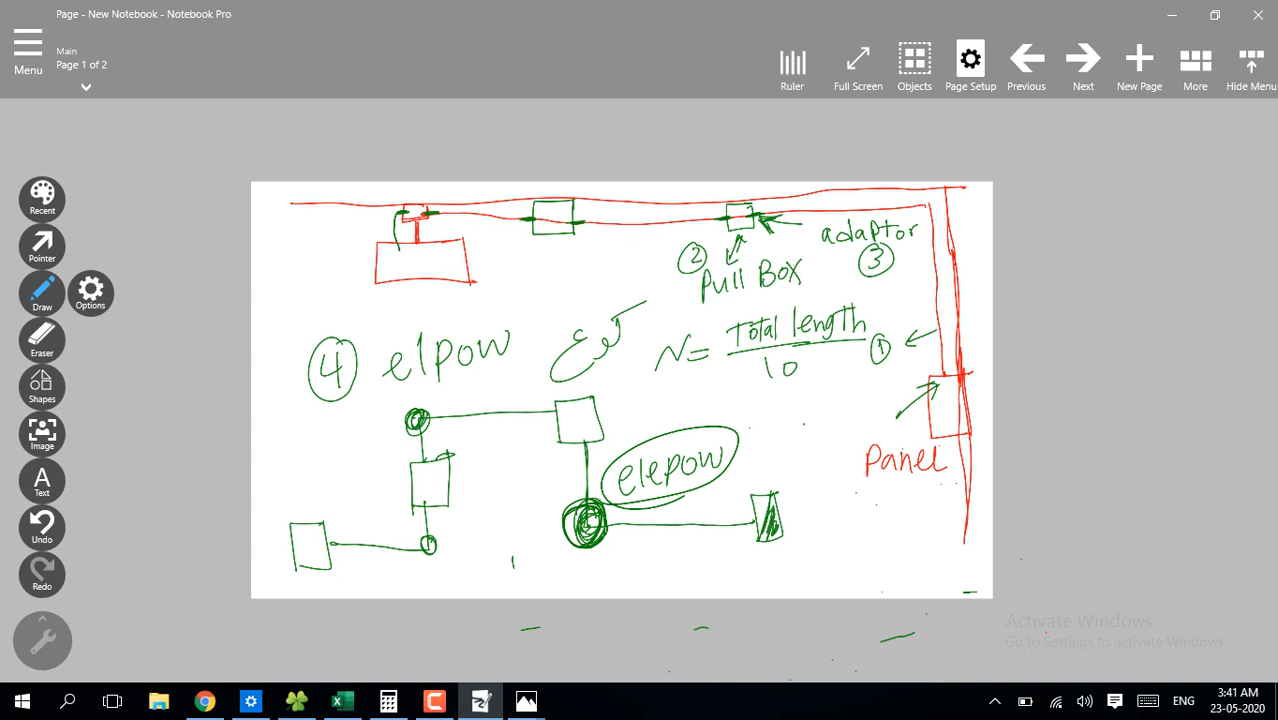 Page - New Notebook - Notebook Pro
Menu
Main
Page 1 of 2
Ruler
Full Screen
Objects
Page Setup
Previous
Next
New Page
More
Hide Menu
Recent
Pointer
Draw
Options
Eraser
Shapes
Image
Text
Undo
Redo
adaptor
3
2
Pull Box
4 elpow
كوع
N = Total length 1
10
elepow
Panel
Activate Windows
Go to Settings to activate Windows.
ENG
3:41 AM
23-05-2020